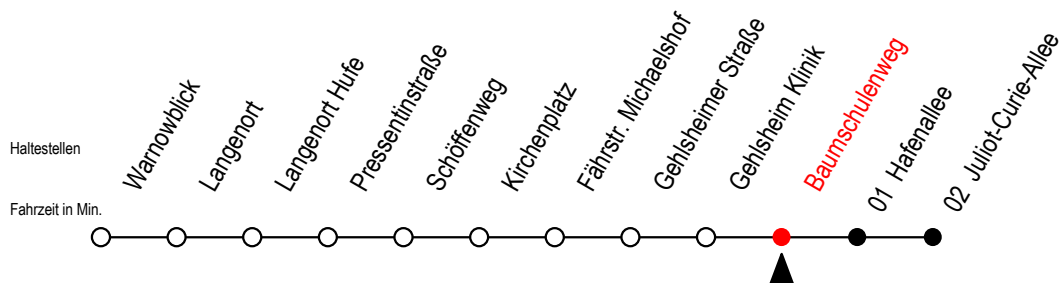 Haltestellen
Fahrzeit in Min.
Warnowblick
Langenort
Langenort Hufe
Pressentinstraße
Schöffenweg
Kirchenplatz
Fährstr. Michaelshof
Gehlsheimer Straße
Gehlsheim Klinik
Baumschulenweg
01 Hafenallee
02 Juliot-Curie-Allee